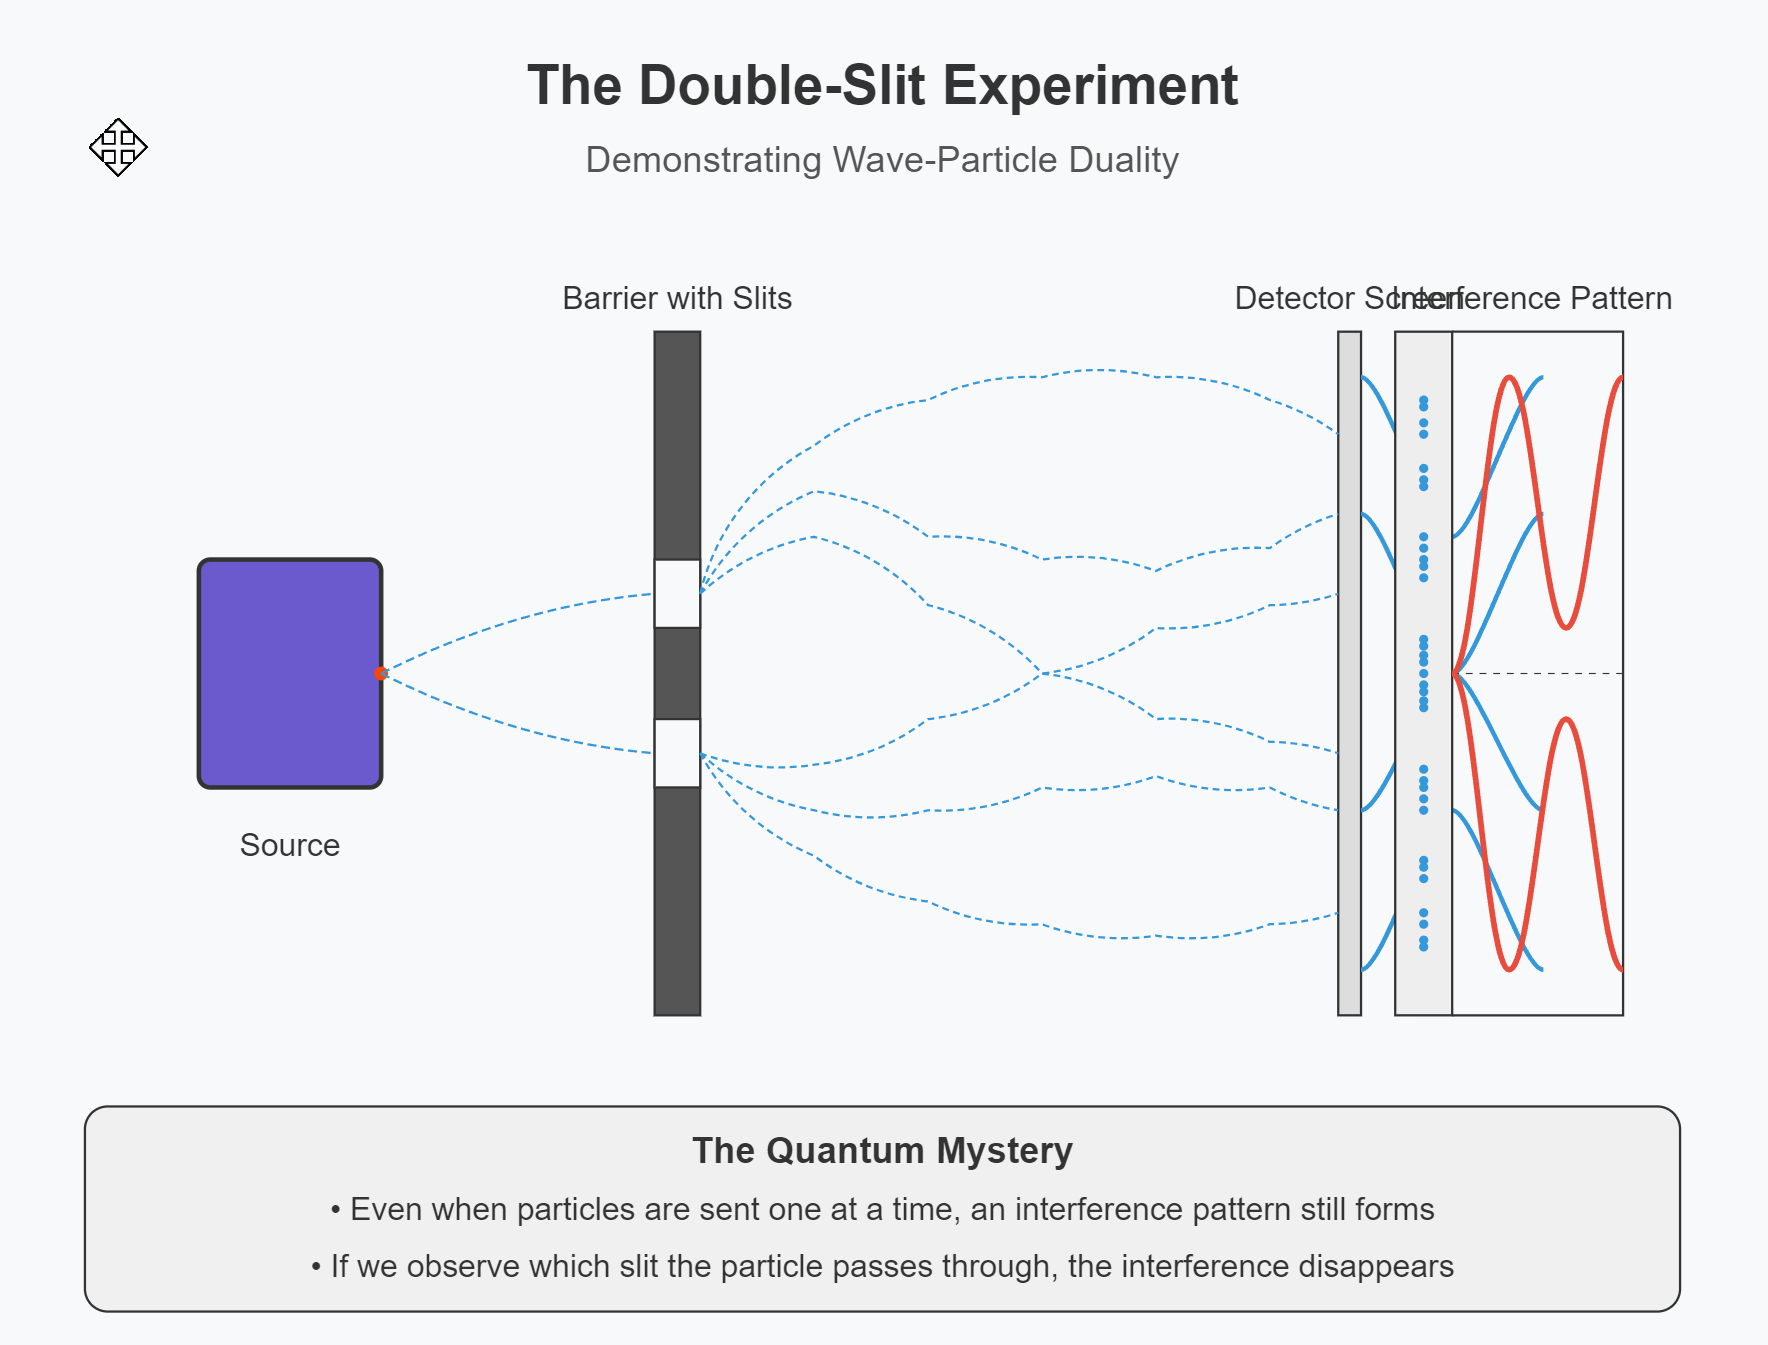 The Double-Slit Experiment
Demonstrating Wave-Particle Duality
Barrier with Slits
Detector Screen
Interference Pattern
Source
The Quantum Mystery
• Even when particles are sent one at a time, an interference pattern still forms
• If we observe which slit the particle passes through, the interference disappears